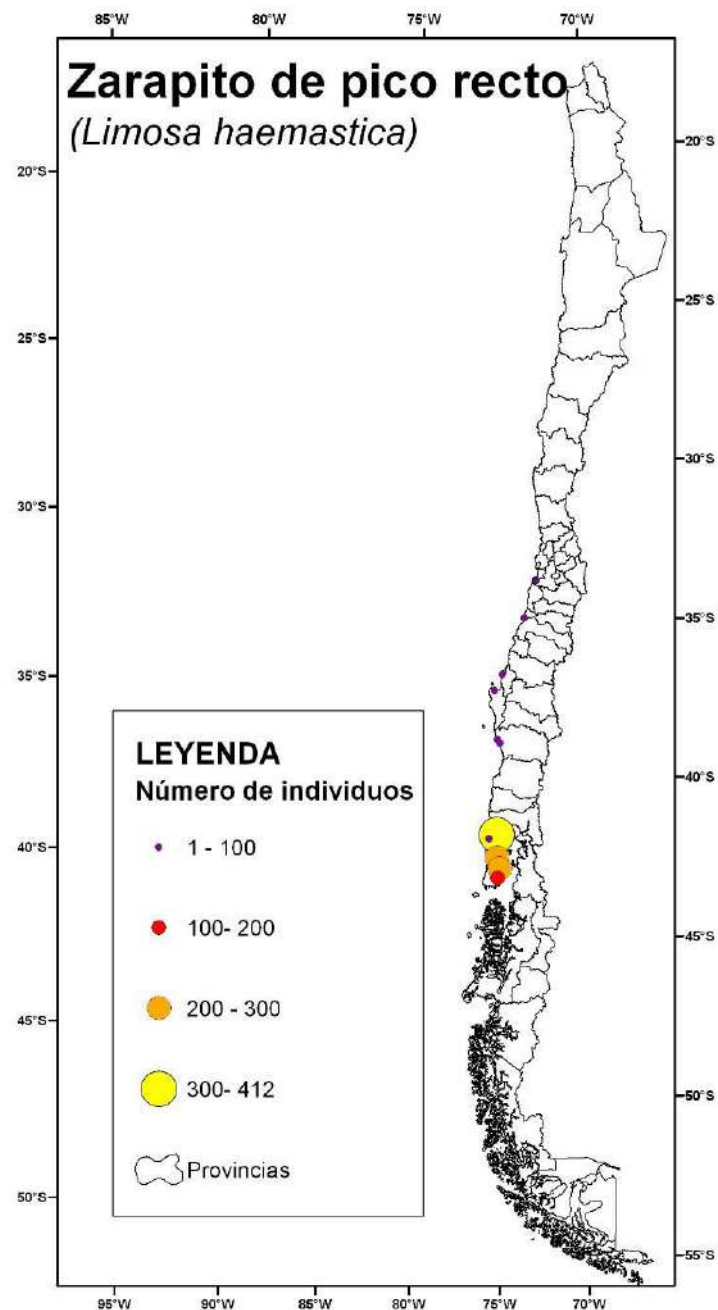 85°W 80°W 75°W 70°W
Zarapito de pico recto
(Limosa haemastica)
20°S
20°S
25°S
25°S
30°S
30°S
35°S
35°S
LEYENDA
Número de individuos
1 - 100
100- 200
200 - 300
300- 412
Provincias
40°S
40°S
45°S
45°S
50°S
50°S
55°S
95°W 90°W 85°W 80°W 75°W 70°W